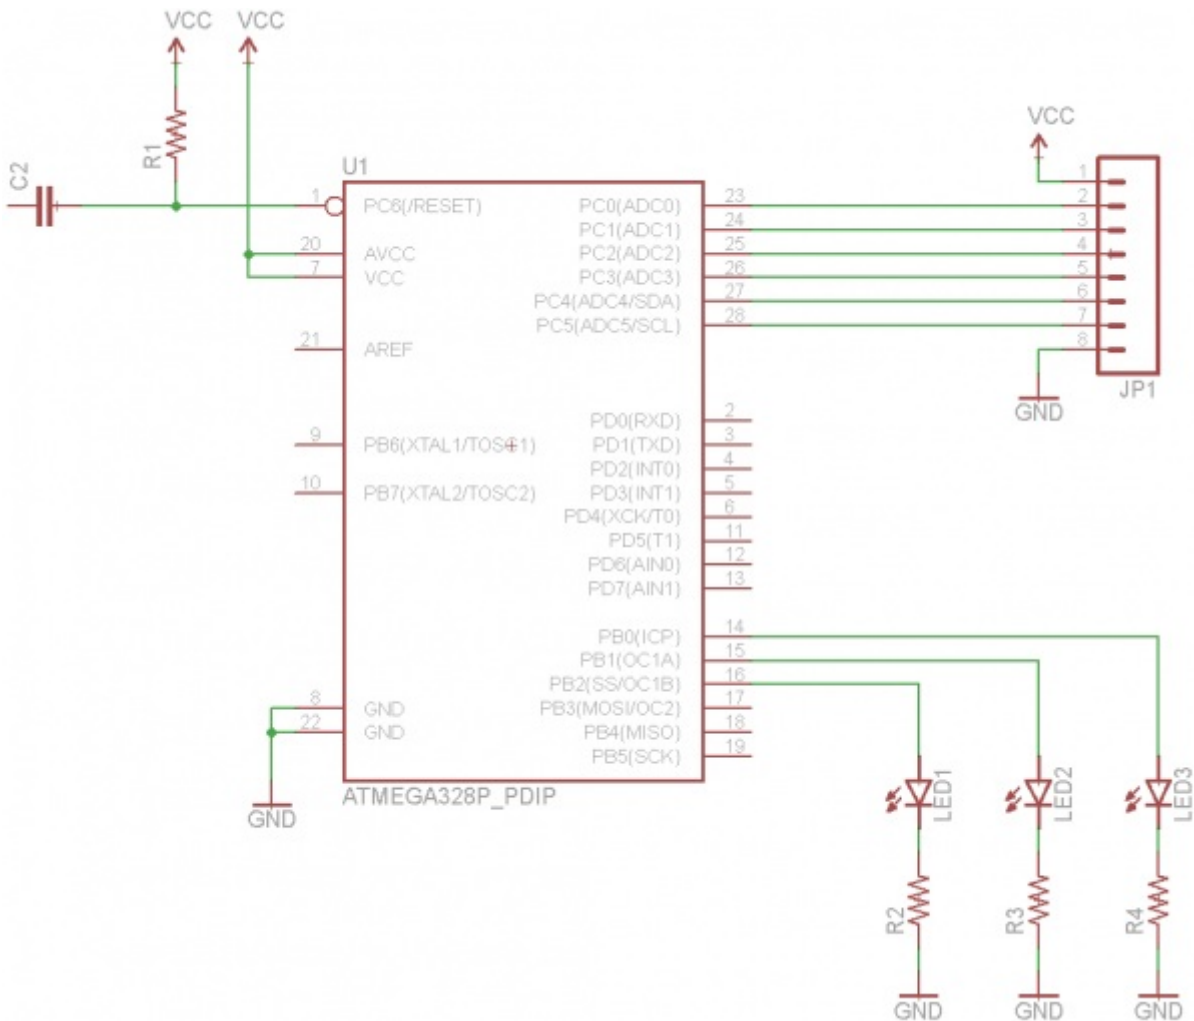 VCC VCC
R1
C2
VCC
U1
1 PC6(/RESET)
20 AVCC
7 VCC
21 AREF
9 PB6(XTAL1/TOSC1)
10 PB7(XTAL2/TOSC2)
8 GND
22 GND
GND
PC0(ADC0) 23
PC1(ADC1) 24
PC2(ADC2) 25
PC3(ADC3) 26
PC4(ADC4/SDA) 27
PC5(ADC5/SCL) 28
PD0(RXD) 2
PD1(TXD) 3
PD2(INT0) 4
PD3(INT1) 5
PD4(XCK/T0) 6
PD5(T1) 11
PD6(AIN0) 12
PD7(AIN1) 13
PB0(ICP) 14
PB1(OC1A) 15
PB2(SS/OC1B) 16
PB3(MOSI/OC2) 17
PB4(MISO) 18
PB5(SCK) 19
ATMEGA328P_PDIP
1
2
3
4
5
6
7
8
JP1
GND
LED1 LED2 LED3
R2 R3 R4
GND GND GND